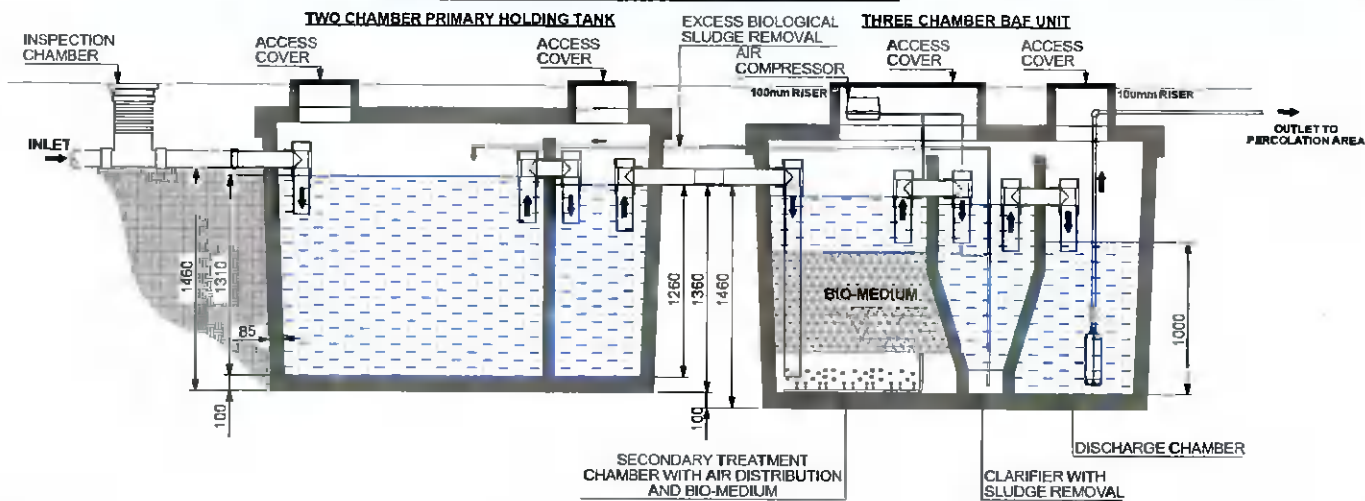 TWO CHAMBER PRIMARY HOLDING TANK
THREE CHAMBER BAF UNIT
INSPECTION
CHAMBER
ACCESS
COVER
ACCESS
COVER
EXCESS BIOLOGICAL
SLUDGE REMOVAL
AIR
COMPRESSOR
ACCESS
COVER
ACCESS
COVER
100mm RISER
100mm RISER
INLET
OUTLET TO
PERCOLATION AREA
1460
1310
85
100
1260
1360
1460
100
BIO-MEDIUM
1000
SECONDARY TREATMENT
CHAMBER WITH AIR DISTRIBUTION
AND BIO-MEDIUM
CLARIFIER WITH
SLUDGE REMOVAL
DISCHARGE CHAMBER